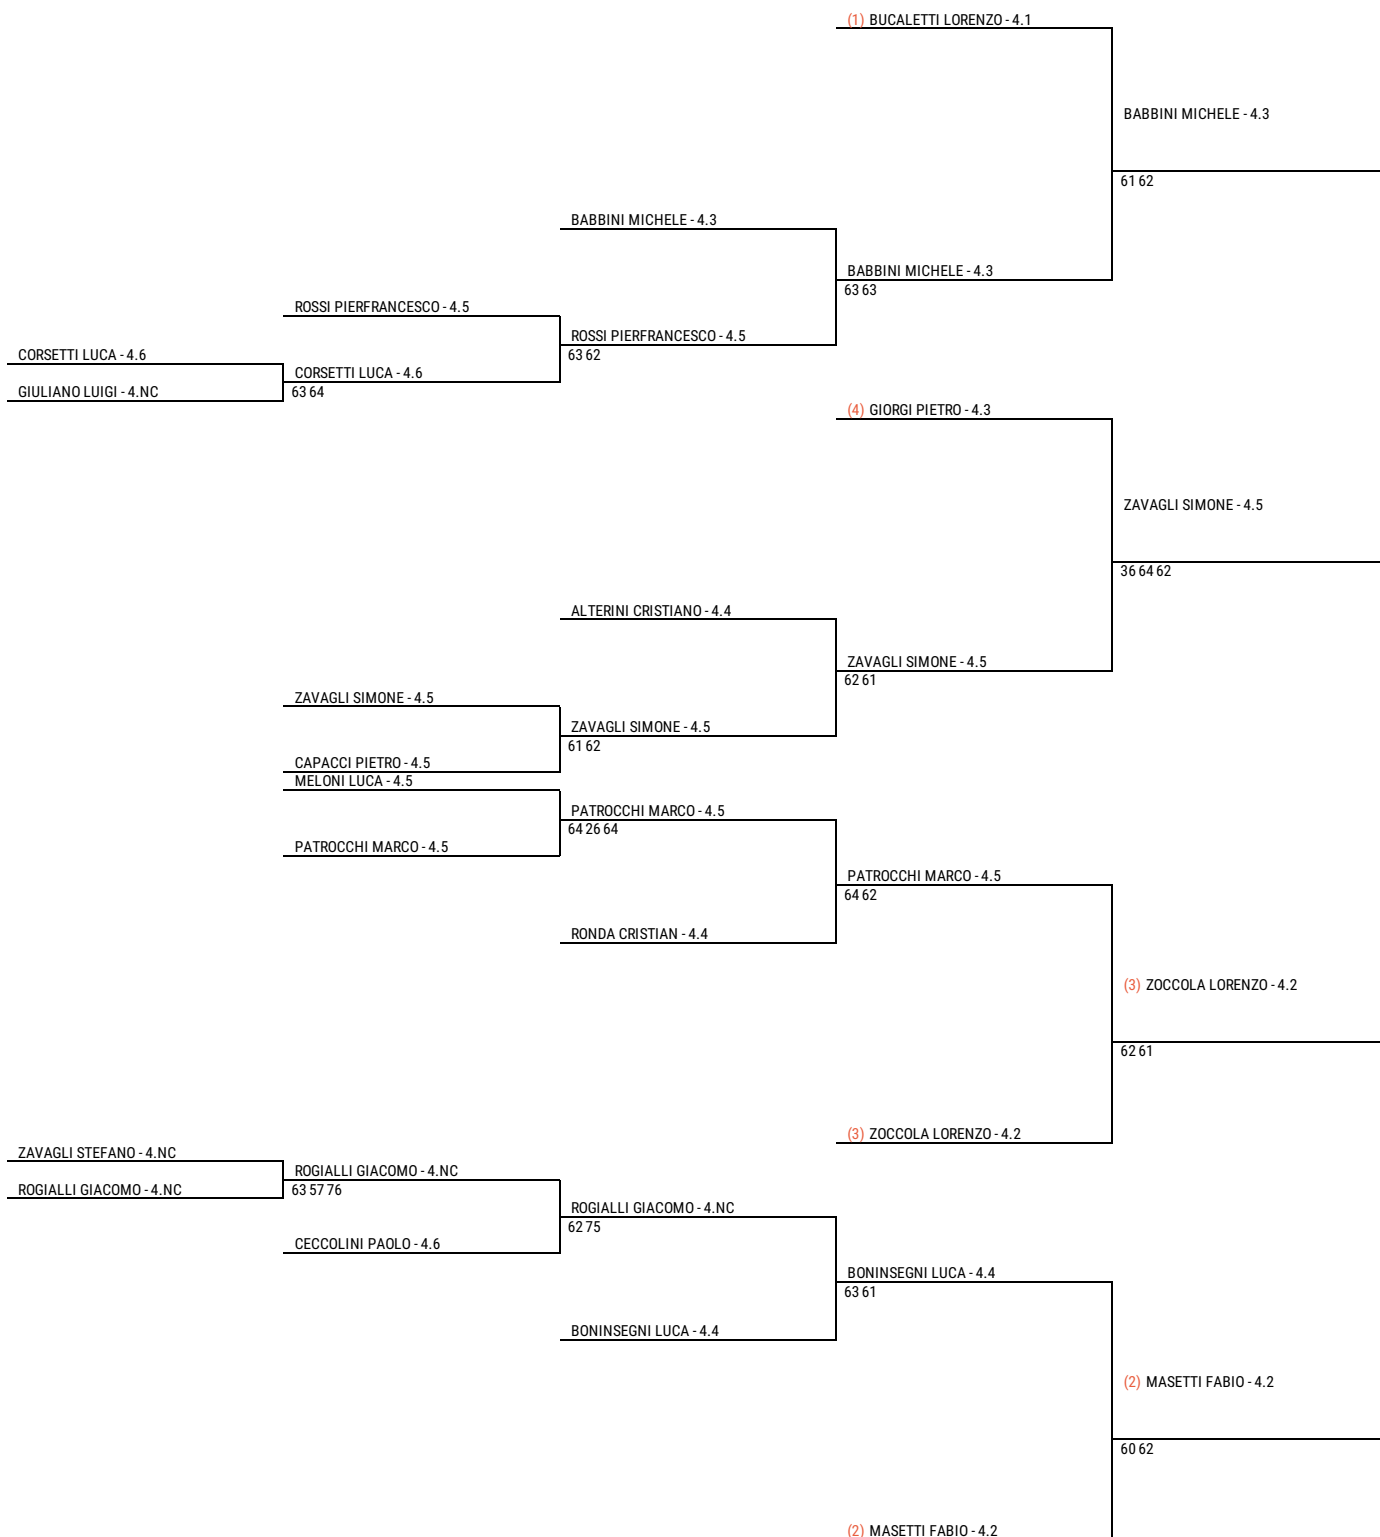 (1) BUCALETTI LORENZO - 4.1
BABBINI MICHELE - 4.3
61 62
BABBINI MICHELE - 4.3
BABBINI MICHELE - 4.3
63 63
ROSSI PIERFRANCESCO - 4.5
ROSSI PIERFRANCESCO - 4.5
63 62
CORSETTI LUCA - 4.6
CORSETTI LUCA - 4.6
63 64
GIULIANO LUIGI - 4.NC
(4) GIORGI PIETRO - 4.3
ZAVAGLI SIMONE - 4.5
36 64 62
ALTERINI CRISTIANO - 4.4
ZAVAGLI SIMONE - 4.5
62 61
ZAVAGLI SIMONE - 4.5
ZAVAGLI SIMONE - 4.5
61 62
CAPACCI PIETRO - 4.5
MELONI LUCA - 4.5
PATROCCHI MARCO - 4.5
64 26 64
PATROCCHI MARCO - 4.5
PATROCCHI MARCO - 4.5
64 62
RONDA CRISTIAN - 4.4
(3) ZOCCOLA LORENZO - 4.2
62 61
(3) ZOCCOLA LORENZO - 4.2
ZAVAGLI STEFANO - 4.NC
ROGIALLI GIACOMO - 4.NC
63 57 76
ROGIALLI GIACOMO - 4.NC
ROGIALLI GIACOMO - 4.NC
62 75
CECCOLINI PAOLO - 4.6
BONINSEGNI LUCA - 4.4
63 61
BONINSEGNI LUCA - 4.4
(2) MASETTI FABIO - 4.2
60 62
(2) MASETTI FABIO - 4.2